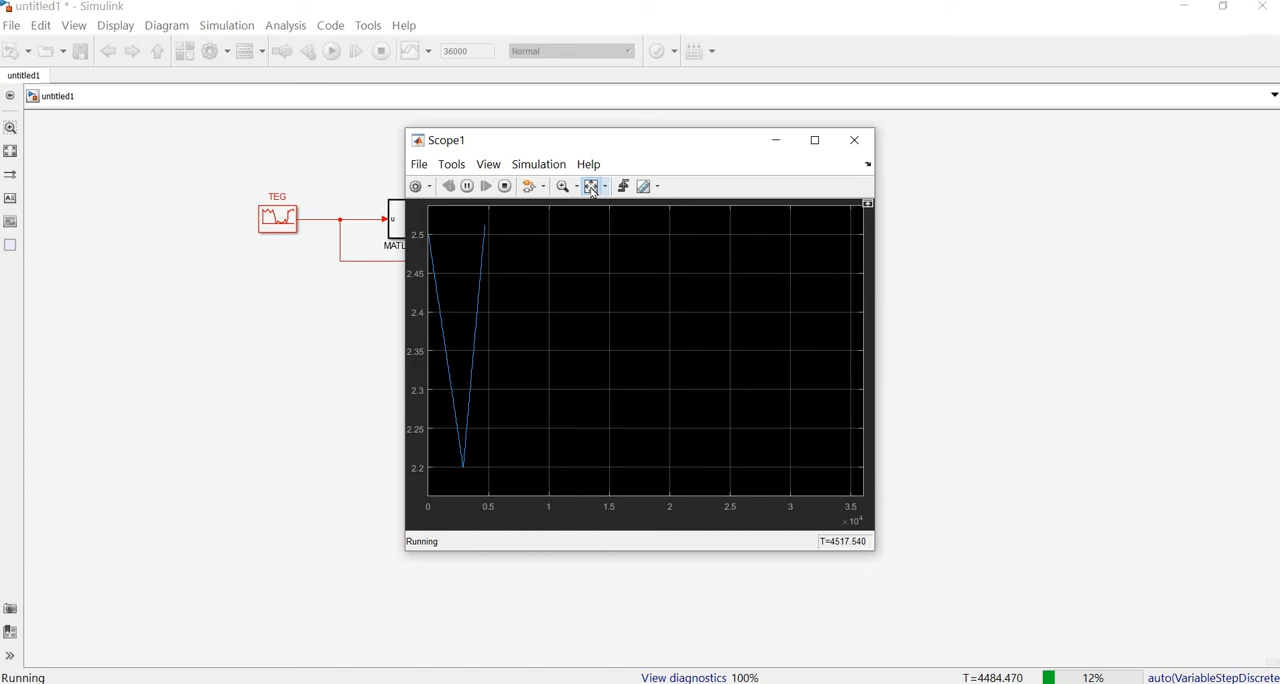 untitled1 * - Simulink
File Edit View Display Diagram Simulation Analysis Code Tools Help
36000 Normal
untitled1
untitled1
Scope1
File Tools View Simulation Help
TEG
u
MATL
2.5
2.45
2.4
2.35
2.3
2.25
2.2
0 0.5 1 1.5 2 2.5 3 3.5
×10⁴
Running T=4517.540
Running View diagnostics 100% T=4484.470 12% auto(VariableStepDiscrete